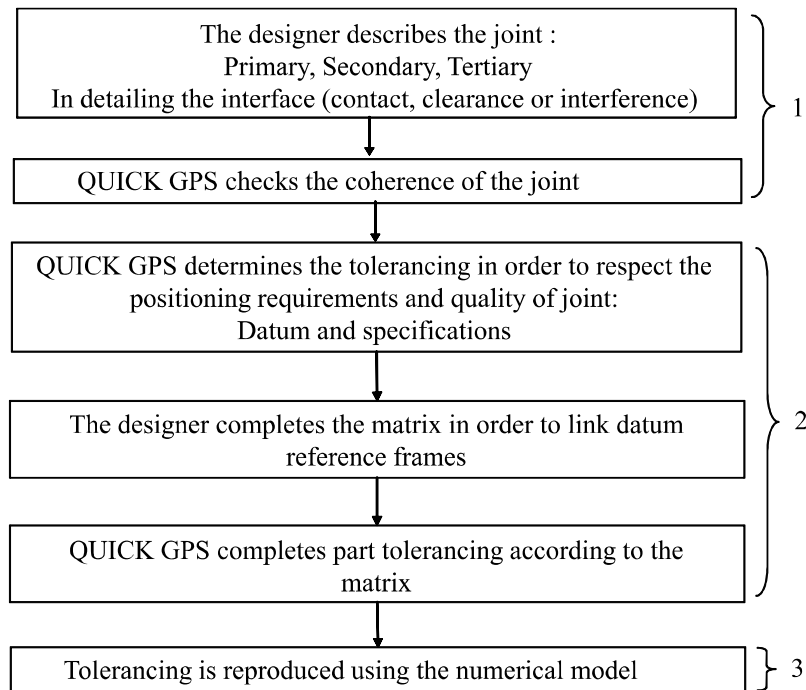 The designer describes the joint :
Primary, Secondary, Tertiary
In detailing the interface (contact, clearance or interference)
1
QUICK GPS checks the coherence of the joint
QUICK GPS determines the tolerancing in order to respect the
positioning requirements and quality of joint:
Datum and specifications
The designer completes the matrix in order to link datum
reference frames
2
QUICK GPS completes part tolerancing according to the
matrix
Tolerancing is reproduced using the numerical model
3